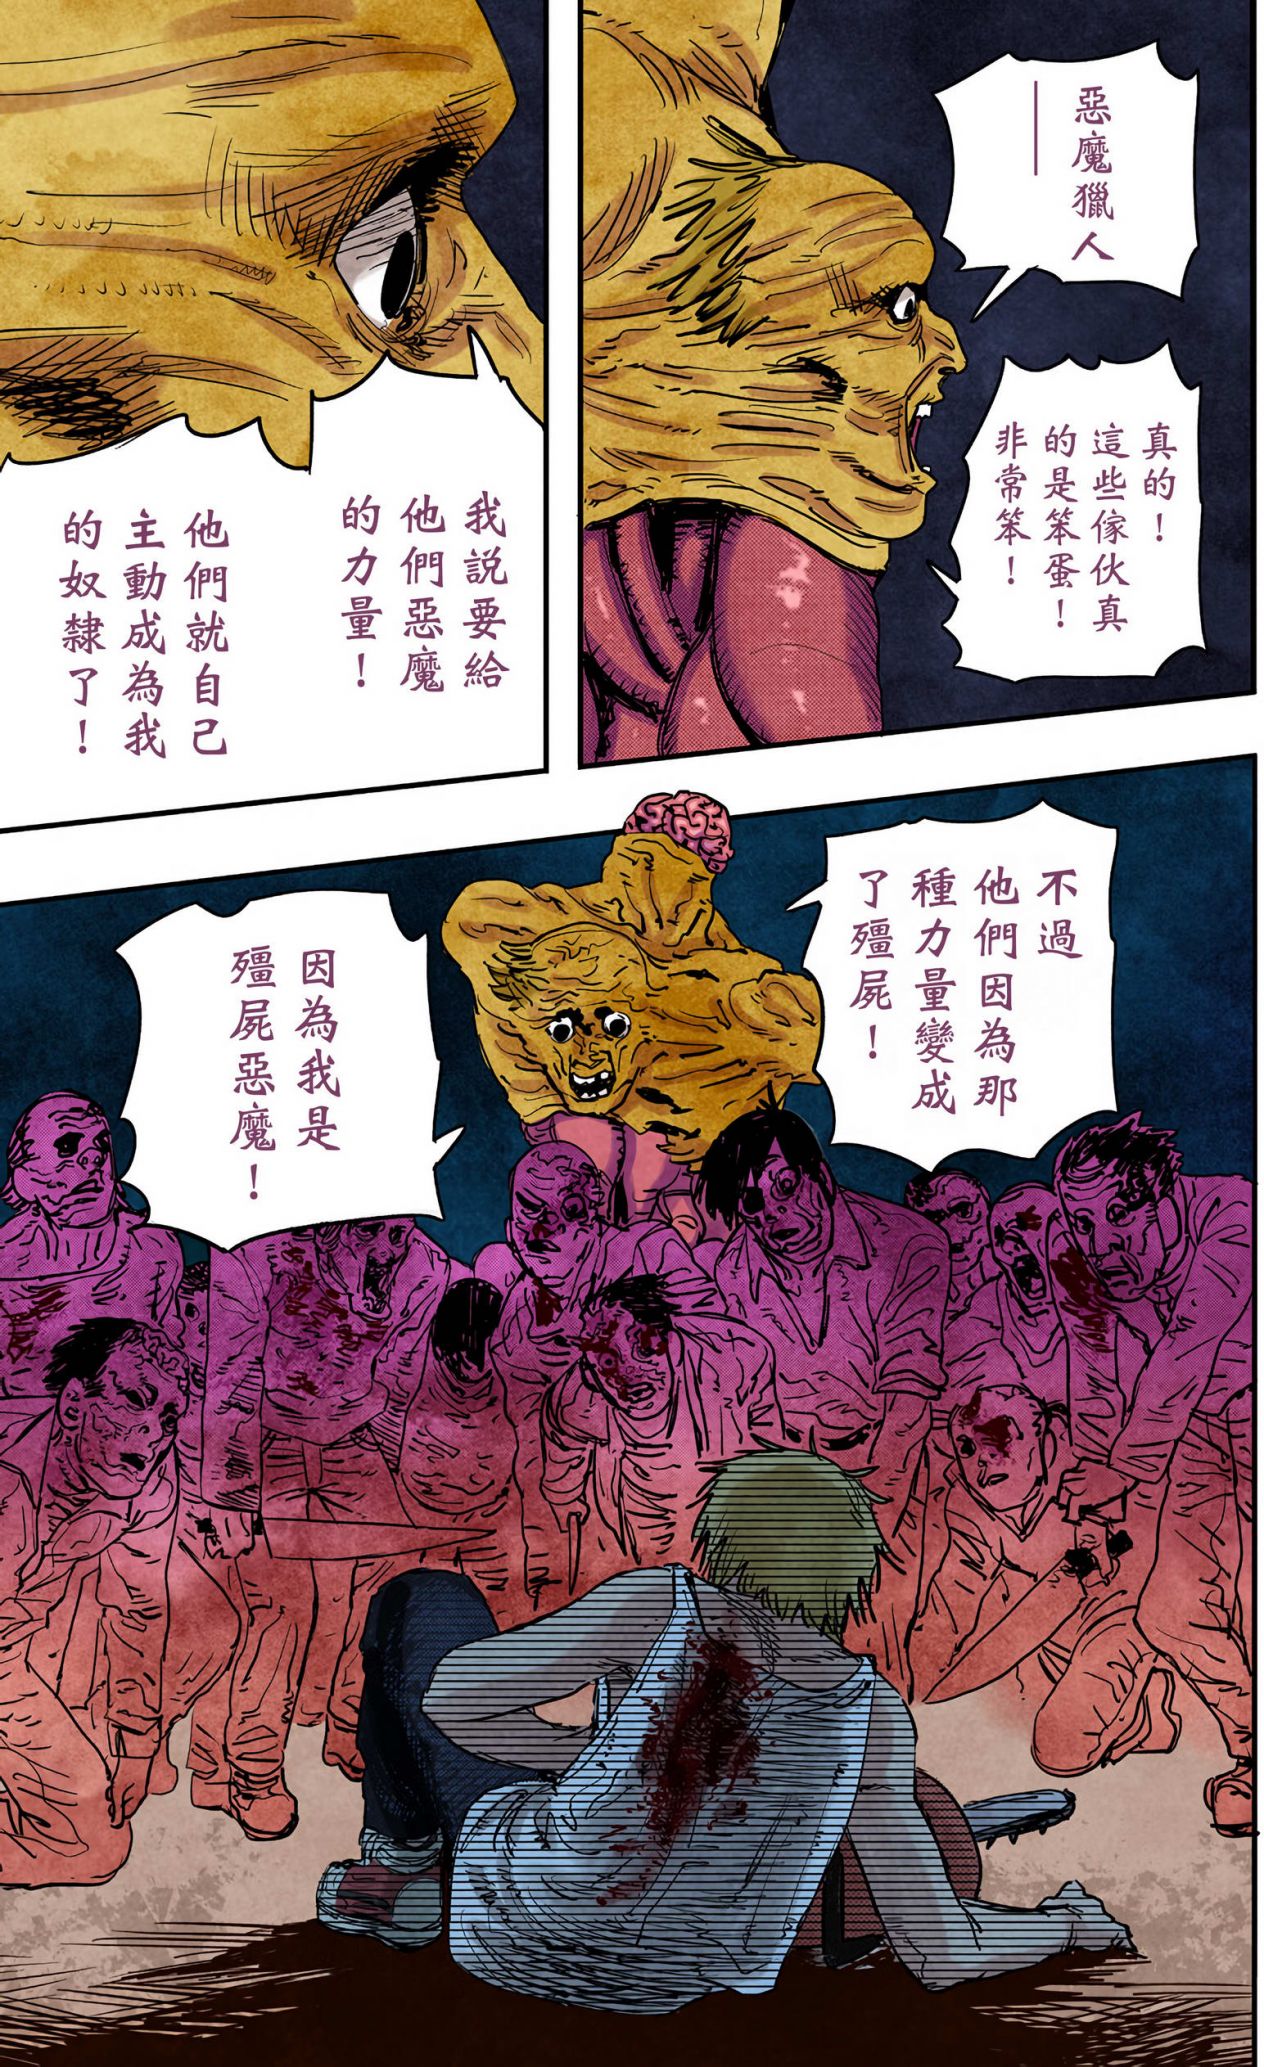 惡魔獵人
——
真的！
這些傢伙真
的是笨蛋！
非常笨！
我説要給
他們惡魔
的力量！
他們就自己
主動成為我
的奴隸了！
不過
他們因為那
種力量變成
了殭屍！
因為我是
殭屍惡魔！